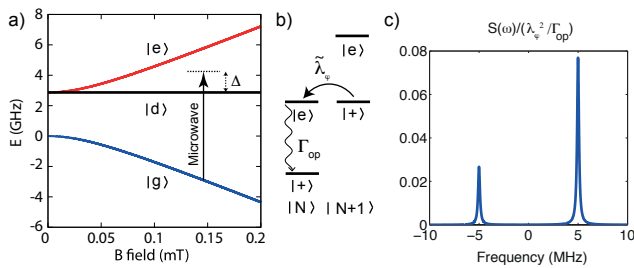 a)
E (GHz)
6
4
2
0
-2
-4
-6
0
0.05
0.1
0.15
0.2
B field (mT)
|e⟩
|d⟩
|g⟩
Microwave
Δ
b)
|e⟩
λ̃φ
|e⟩ |+⟩
Γop
|+⟩
|N⟩ |N+1⟩
c)
S(ω)/(λφ²/Γop)
0.08
0.06
0.04
0.02
0
-10 -5 0 5 10
Frequency (MHz)